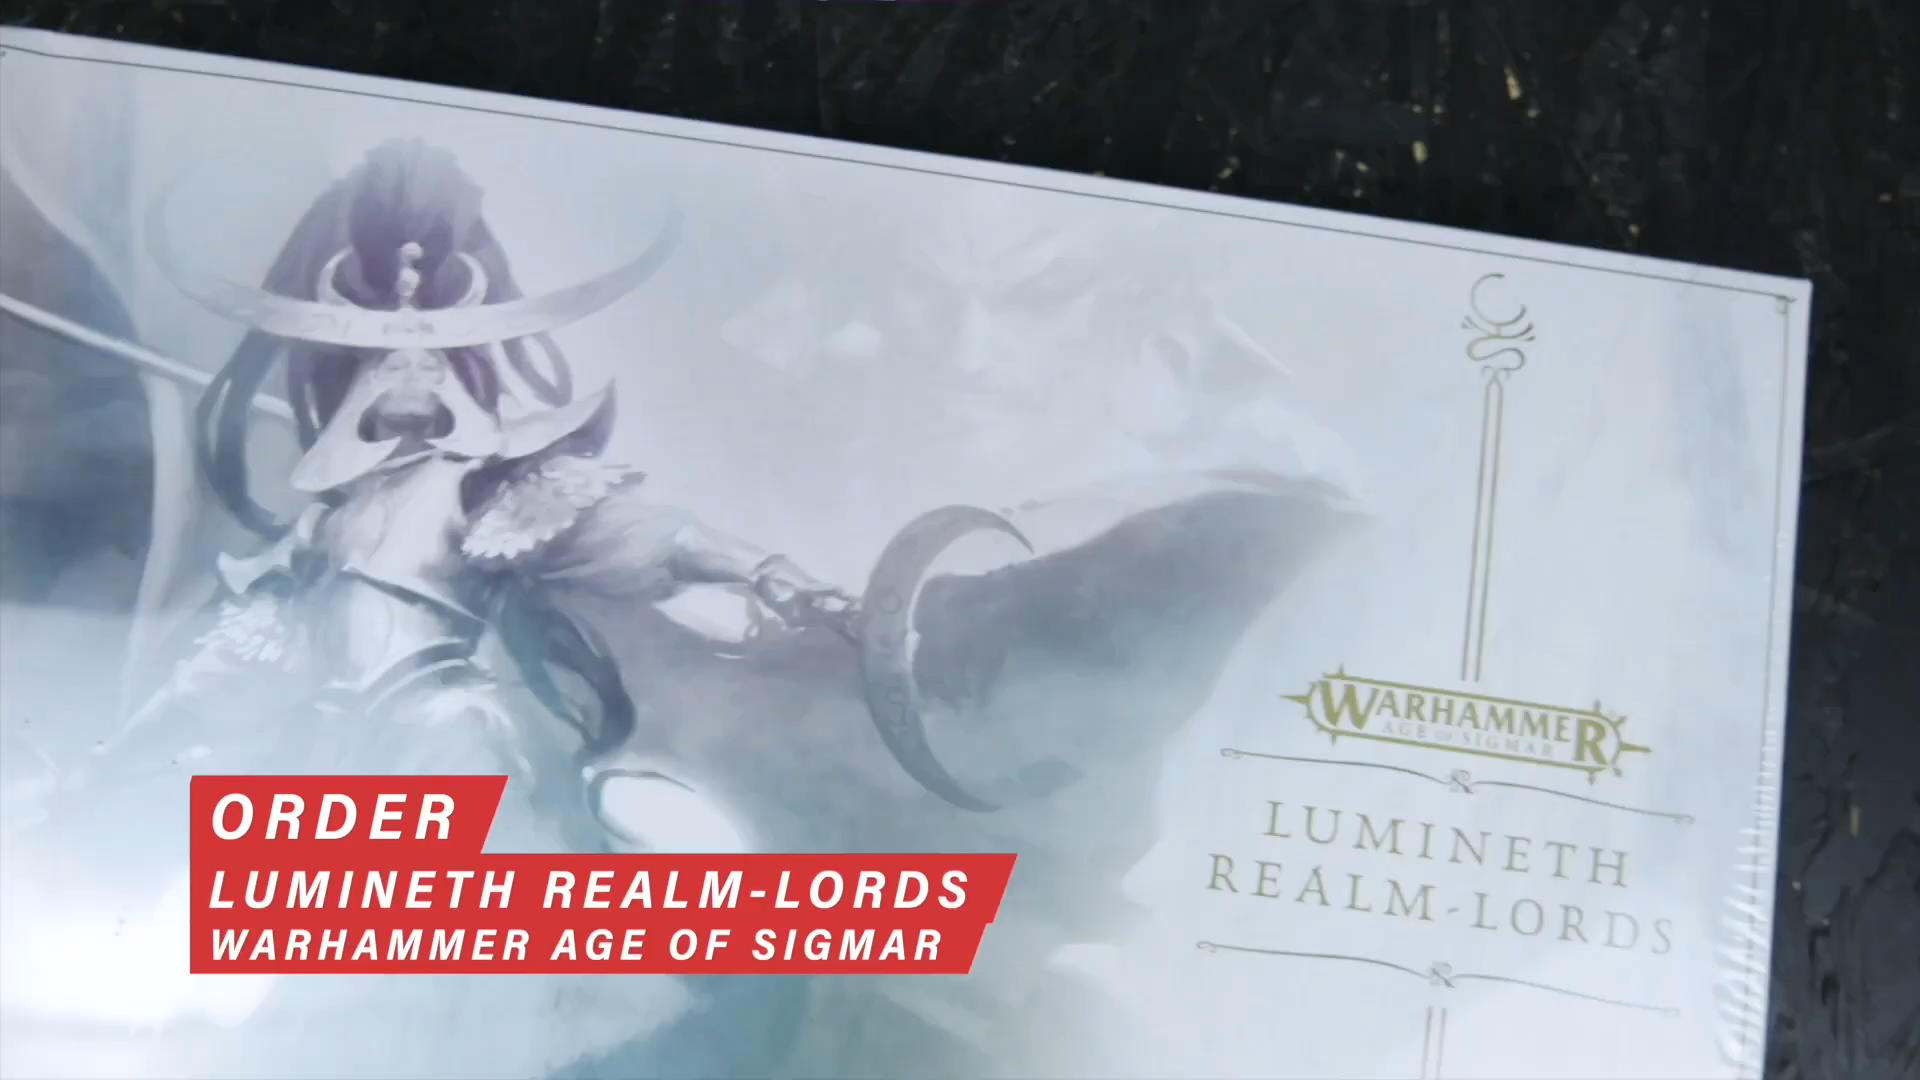 WARHAMMER
AGE OF SIGMAR
LUMINETH
REALM-LORDS
ORDER
LUMINETH REALM-LORDS
WARHAMMER AGE OF SIGMAR